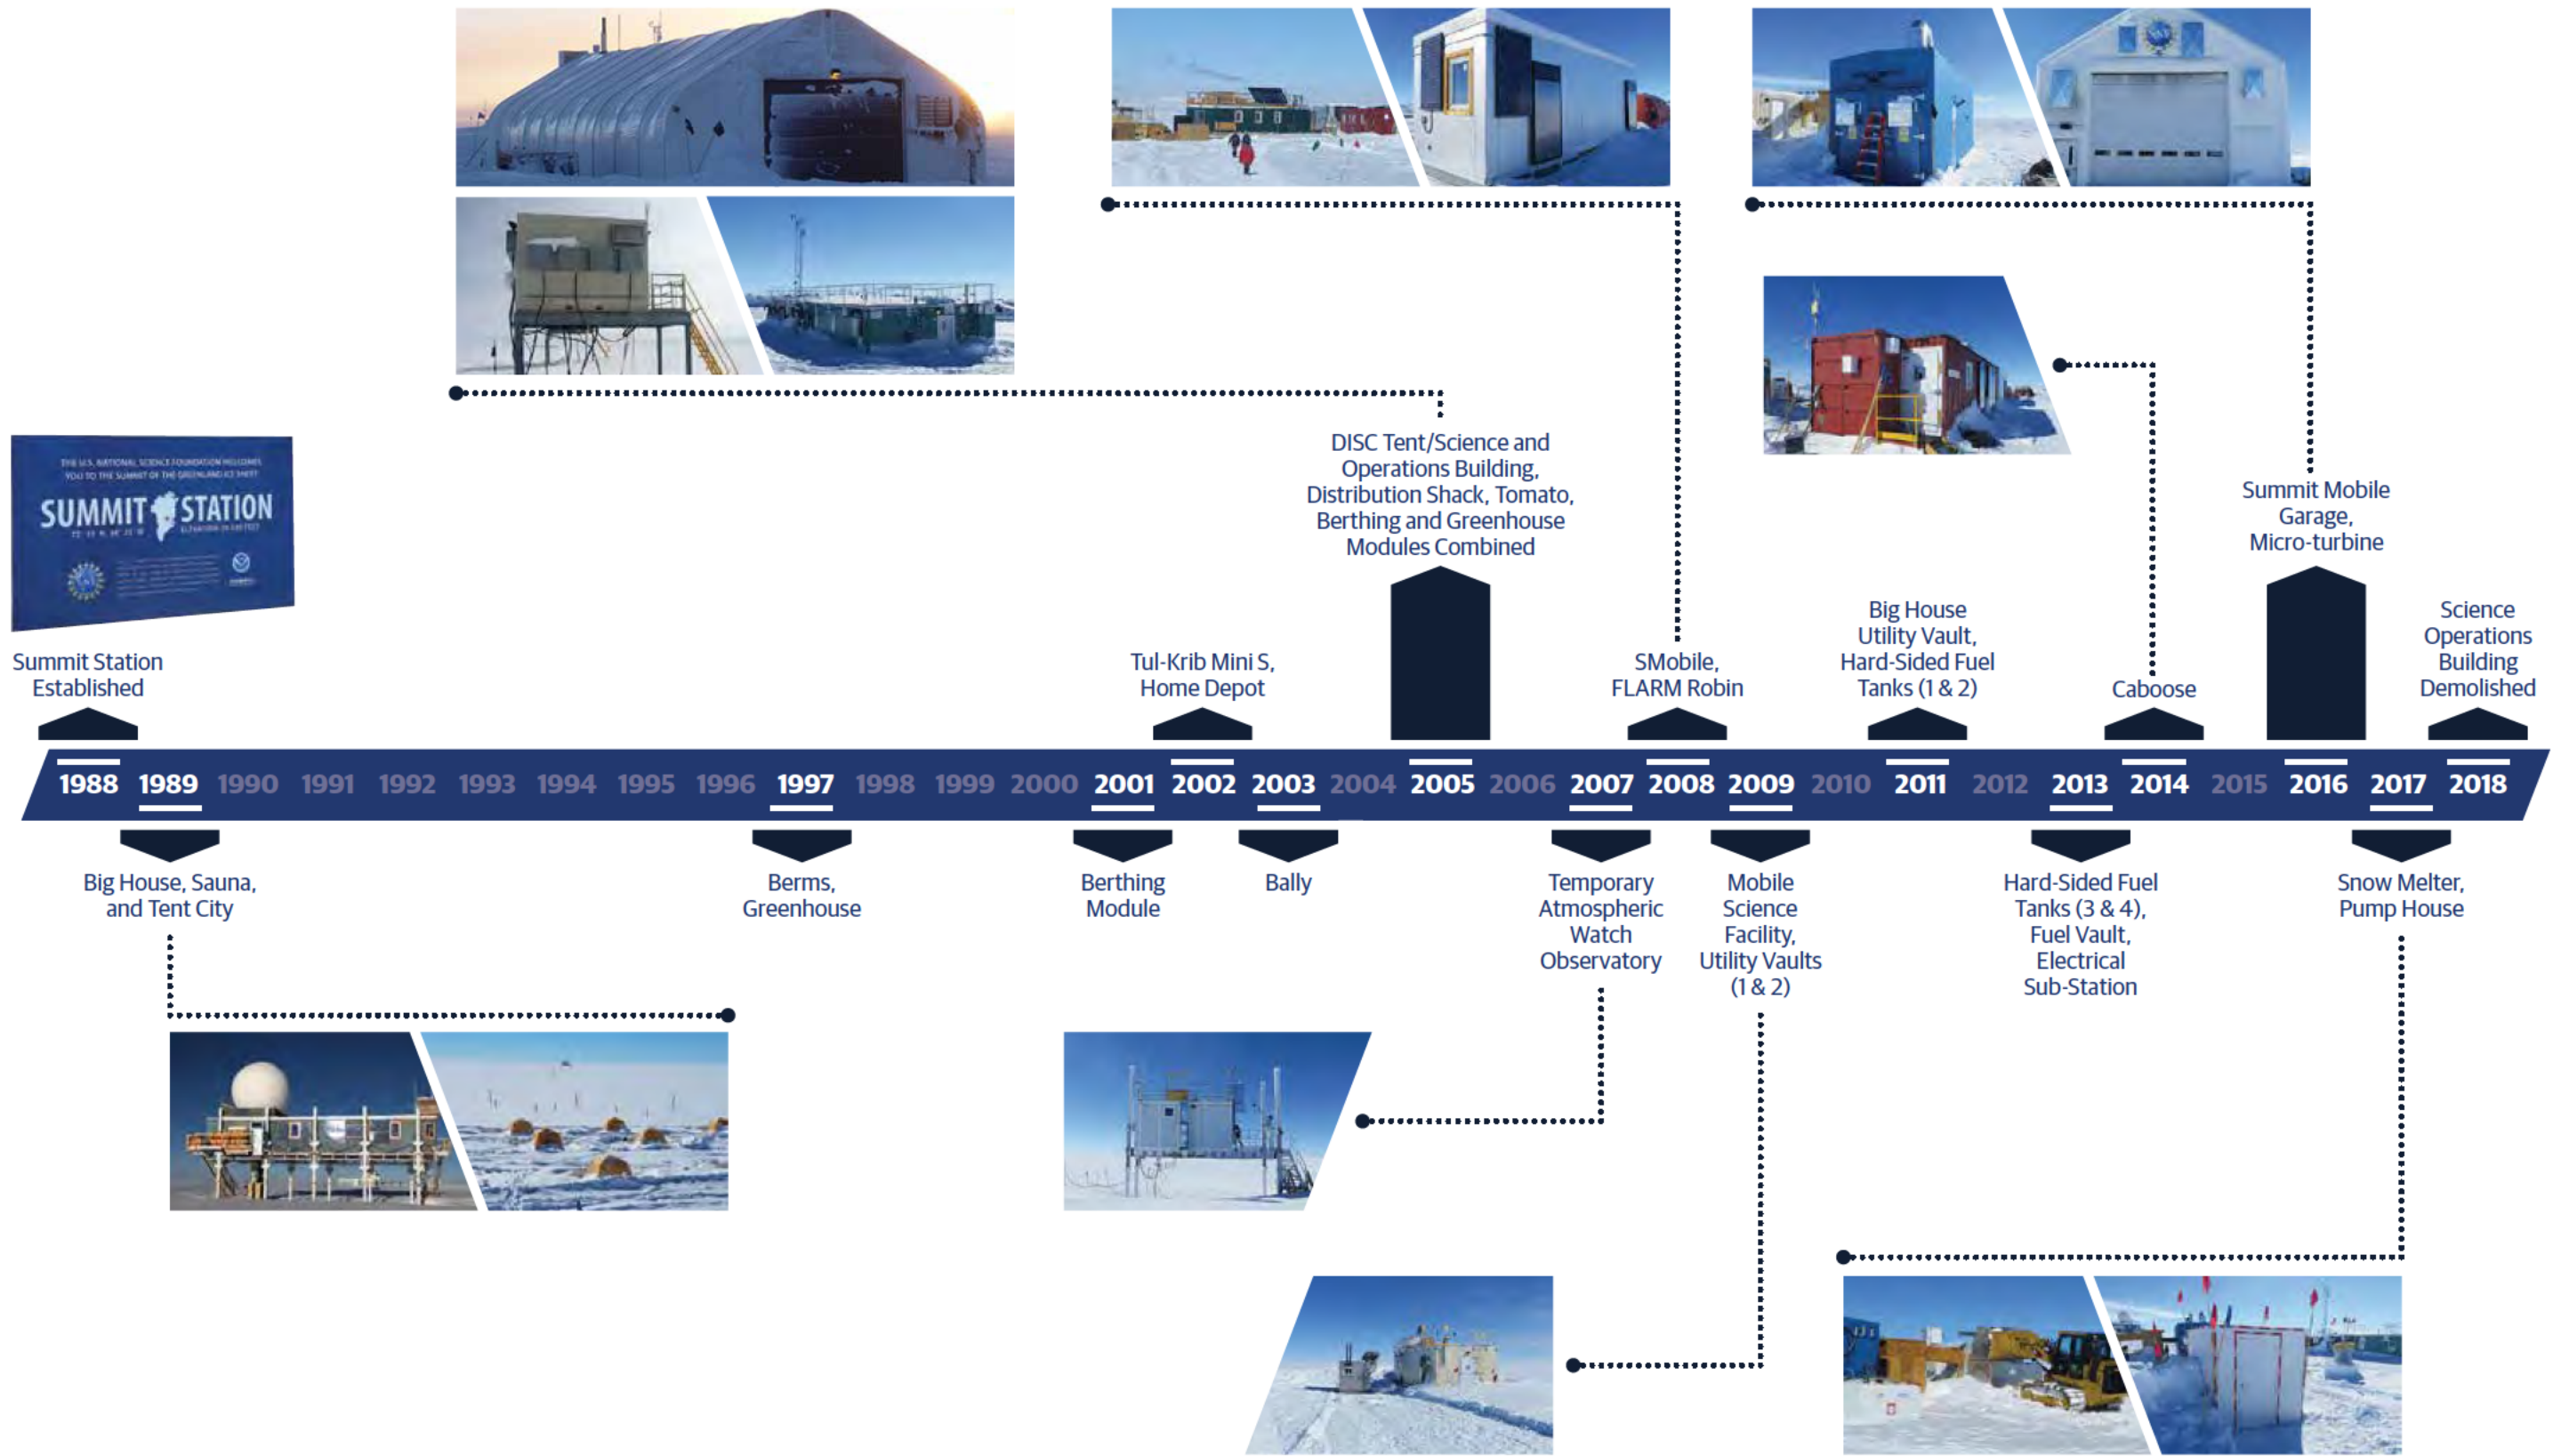 THE U.S. NATIONAL SCIENCE FOUNDATION WELCOMES
YOU TO THE SUMMIT OF THE GREENLAND ICE SHEET
SUMMIT STATION
Summit Station
Established
DISC Tent/Science and
Operations Building,
Distribution Shack, Tomato,
Berthing and Greenhouse
Modules Combined
Tul-Krib Mini S,
Home Depot
SMobile,
FLARM Robin
Big House
Utility Vault,
Hard-Sided Fuel
Tanks (1 & 2)
Caboose
Summit Mobile
Garage,
Micro-turbine
Science
Operations
Building
Demolished
1988 1989 1990 1991 1992 1993 1994 1995 1996 1997 1998 1999 2000 2001 2002 2003 2004 2005 2006 2007 2008 2009 2010 2011 2012 2013 2014 2015 2016 2017 2018
Big House, Sauna,
and Tent City
Berms,
Greenhouse
Berthing
Module
Bally
Temporary
Atmospheric
Watch
Observatory
Mobile
Science
Facility,
Utility Vaults
(1 & 2)
Hard-Sided Fuel
Tanks (3 & 4),
Fuel Vault,
Electrical
Sub-Station
Snow Melter,
Pump House